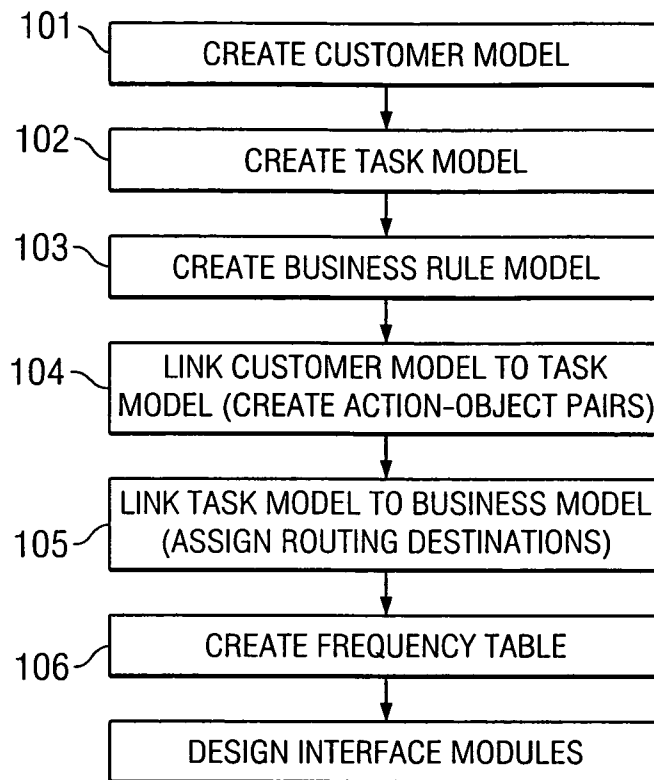 101
CREATE CUSTOMER MODEL
102
CREATE TASK MODEL
103
CREATE BUSINESS RULE MODEL
104
LINK CUSTOMER MODEL TO TASK
MODEL (CREATE ACTION-OBJECT PAIRS)
LINK TASK MODEL TO BUSINESS MODEL
105
(ASSIGN ROUTING DESTINATIONS)
CREATE FREQUENCY TABLE
106
DESIGN INTERFACE MODULES